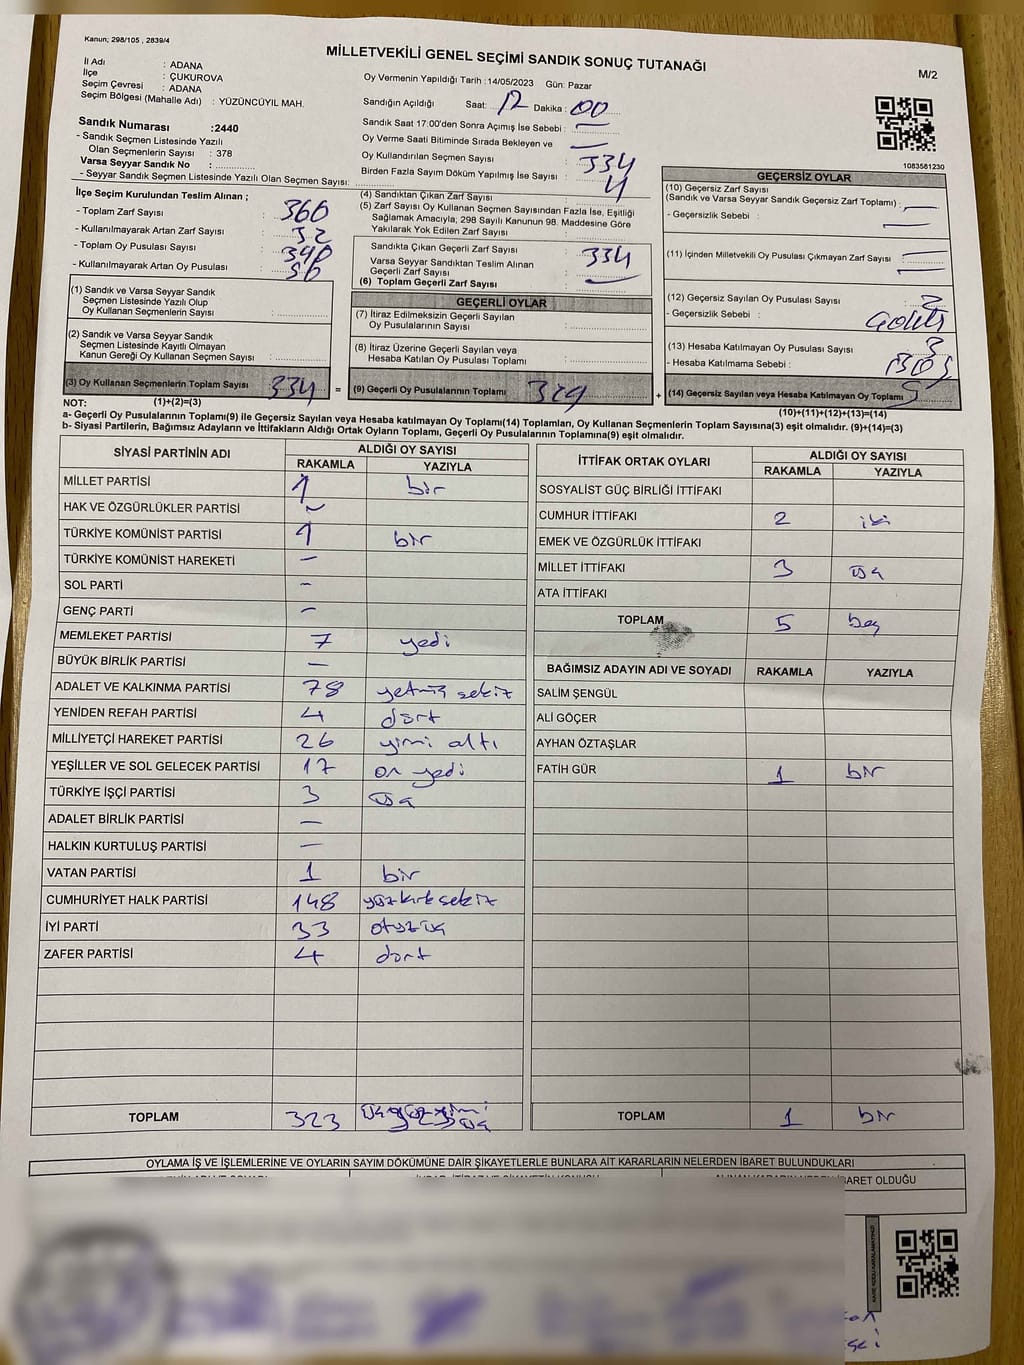 Kanun; 298/105 , 2839/4
MİLLETVEKİLİ GENEL SEÇİMİ SANDIK SONUÇ TUTANAĞI
M/2
İl Adı : ADANA
İlçe : ÇUKUROVA
Seçim Çevresi : ADANA
Seçim Bölgesi (Mahalle Adı) : YÜZÜNCÜYIL MAH.
Oy Vermenin Yapıldığı Tarih :14/05/2023 Gün: Pazar
Sandığın Açıldığı Saat: 17 Dakika : 00
Sandık Saat 17:00'den Sonra Açımış İse Sebebi : —
Oy Verme Saati Bitiminde Sırada Bekleyen ve —
Oy Kullandırılan Seçmen Sayısı : 334
Birden Fazla Sayım Döküm Yapılmış İse Sayısı :
1083581230
Sandık Numarası :2440
- Sandık Seçmen Listesinde Yazılı
Olan Seçmenlerin Sayısı : 378
Varsa Seyyar Sandık No :
- Seyyar Sandık Seçmen Listesinde Yazılı Olan Seçmen Sayısı:
İlçe Seçim Kurulundan Teslim Alınan ;
- Toplam Zarf Sayısı : 360
- Kullanılmayarak Artan Zarf Sayısı : 32
- Toplam Oy Pusulası Sayısı :
- Kullanılmayarak Artan Oy Pusulası :
(1) Sandık ve Varsa Seyyar Sandık
Seçmen Listesinde Yazılı Olup
Oy Kullanan Seçmenlerin Sayısı :
(2) Sandık ve Varsa Seyyar Sandık
Seçmen Listesinde Kayıtlı Olmayan
Kanun Gereği Oy Kullanan Seçmen Sayısı :
(3) Oy Kullanan Seçmenlerin Toplam Sayısı 334 =
(1)+(2)=(3)
(4) Sandıktan Çıkan Zarf Sayısı :
(5) Zarf Sayısı Oy Kullanan Seçmen Sayısından Fazla İse, Eşitliği
Sağlamak Amacıyla; 298 Sayılı Kanunun 98. Maddesine Göre
Yakılarak Yok Edilen Zarf Sayısı :
Sandıkta Çıkan Geçerli Zarf Sayısı : 334
Varsa Seyyar Sandıktan Teslim Alınan
Geçerli Zarf Sayısı :
(6) Toplam Geçerli Zarf Sayısı : —
GEÇERLİ OYLAR
(7) İtiraz Edilmeksizin Geçerli Sayılan
Oy Pusulalarının Sayısı :
(8) İtiraz Üzerine Geçerli Sayılan veya
Hesaba Katılan Oy Pusulası Toplamı :
(9) Geçerli Oy Pusulalarının Toplamı 329 +
GEÇERSİZ OYLAR
(10) Geçersiz Zarf Sayısı
(Sandık ve Varsa Seyyar Sandık Geçersiz Zarf Toplamı) : —
- Geçersizlik Sebebi : —
(11) İçinden Milletvekili Oy Pusulası Çıkmayan Zarf Sayısı : —
(12) Geçersiz Sayılan Oy Pusulası Sayısı : 2
- Geçersizlik Sebebi :
(13) Hesaba Katılmayan Oy Pusulası Sayısı : 3
- Hesaba Katılmama Sebebi : Boş
(14) Geçersiz Sayılan veya Hesaba Katılmayan Oy Toplamı 5
(10)+(11)+(12)+(13)=(14)
NOT:
a- Geçerli Oy Pusulalarının Toplamı(9) ile Geçersiz Sayılan veya Hesaba katılmayan Oy Toplamı(14) Toplamları, Oy Kullanan Seçmenlerin Toplam Sayısına(3) eşit olmalıdır. (9)+(14)=(3)
b- Siyasi Partilerin, Bağımsız Adayların ve İttifakların Aldığı Ortak Oyların Toplamı, Geçerli Oy Pusulalarının Toplamına(9) eşit olmalıdır.
SİYASİ PARTİNİN ADI ALDIĞI OY SAYISI
RAKAMLA YAZIYLA
MİLLET PARTİSİ 1 bir
HAK VE ÖZGÜRLÜKLER PARTİSİ ~
TÜRKİYE KOMÜNİST PARTİSİ 1 bir
TÜRKİYE KOMÜNİST HAREKETİ —
SOL PARTİ —
GENÇ PARTİ —
MEMLEKET PARTİSİ 7 yedi
BÜYÜK BİRLİK PARTİSİ —
ADALET VE KALKINMA PARTİSİ 78 yetmiş sekiz
YENİDEN REFAH PARTİSİ 4 dört
MİLLİYETÇİ HAREKET PARTİSİ 26 yirmi altı
YEŞİLLER VE SOL GELECEK PARTİSİ 17 on yedi
TÜRKİYE İŞÇİ PARTİSİ 3 üç
ADALET BİRLİK PARTİSİ —
HALKIN KURTULUŞ PARTİSİ —
VATAN PARTİSİ 1 bir
CUMHURİYET HALK PARTİSİ 148 yüzkırksekiz
İYİ PARTİ 33 otuzüç
ZAFER PARTİSİ 4 dört
TOPLAM 323 üçyüzyirmi üç
İTTİFAK ORTAK OYLARI ALDIĞI OY SAYISI
RAKAMLA YAZIYLA
SOSYALİST GÜÇ BİRLİĞİ İTTİFAKI
CUMHUR İTTİFAKI 2 iki
EMEK VE ÖZGÜRLÜK İTTİFAKI
MİLLET İTTİFAKI 3 üç
ATA İTTİFAKI
TOPLAM 5 beş
BAĞIMSIZ ADAYIN ADI VE SOYADI RAKAMLA YAZIYLA
SALİM ŞENGÜL
ALİ GÖÇER
AYHAN ÖZTAŞLAR
FATİH GÜR 1 bir
TOPLAM 1 bir
OYLAMA İŞ VE İŞLEMLERİNE VE OYLARIN SAYIM DÖKÜMÜNE DAİR ŞİKAYETLERLE BUNLARA AİT KARARLARIN NELERDEN İBARET BULUNDUKLARI
İBARET OLDUĞU